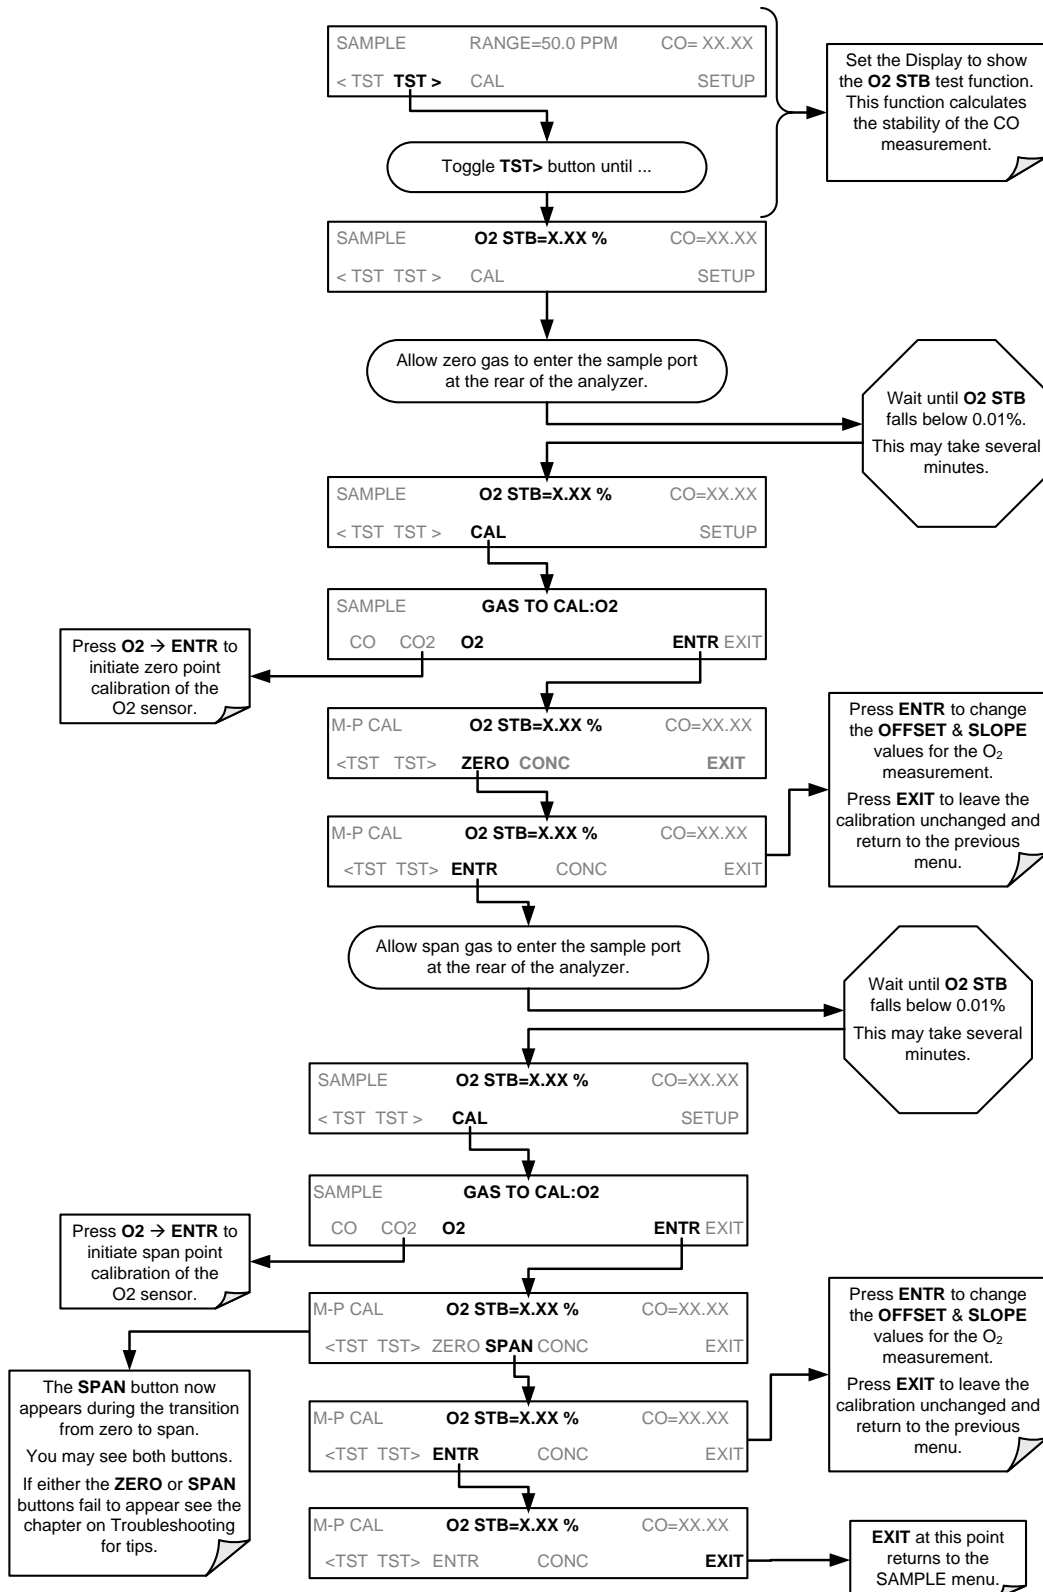 SAMPLE RANGE=50.0 PPM CO= XX.XX
< TST TST > CAL SETUP
Set the Display to show
the O2 STB test function.
This function calculates
the stability of the CO
measurement.
Toggle TST> button until ...
SAMPLE O2 STB=X.XX % CO=XX.XX
< TST TST > CAL SETUP
Allow zero gas to enter the sample port
at the rear of the analyzer.
Wait until O2 STB
falls below 0.01%.
This may take several
minutes.
SAMPLE O2 STB=X.XX % CO=XX.XX
< TST TST > CAL SETUP
SAMPLE GAS TO CAL:O2
CO CO2 O2 ENTR EXIT
Press O2 → ENTR to
initiate zero point
calibration of the
O2 sensor.
M-P CAL O2 STB=X.XX % CO=XX.XX
<TST TST> ZERO CONC EXIT
M-P CAL O2 STB=X.XX % CO=XX.XX
<TST TST> ENTR CONC EXIT
Press ENTR to change
the OFFSET & SLOPE
values for the O₂
measurement.
Press EXIT to leave the
calibration unchanged and
return to the previous
menu.
Allow span gas to enter the sample port
at the rear of the analyzer.
Wait until O2 STB
falls below 0.01%
This may take several
minutes.
SAMPLE O2 STB=X.XX % CO=XX.XX
< TST TST > CAL SETUP
SAMPLE GAS TO CAL:O2
CO CO2 O2 ENTR EXIT
Press O2 → ENTR to
initiate span point
calibration of the
O2 sensor.
M-P CAL O2 STB=X.XX % CO=XX.XX
<TST TST> ZERO SPAN CONC EXIT
The SPAN button now
appears during the transition
from zero to span.
You may see both buttons.
If either the ZERO or SPAN
buttons fail to appear see the
chapter on Troubleshooting
for tips.
M-P CAL O2 STB=X.XX % CO=XX.XX
<TST TST> ENTR CONC EXIT
Press ENTR to change
the OFFSET & SLOPE
values for the O₂
measurement.
Press EXIT to leave the
calibration unchanged and
return to the previous
menu.
M-P CAL O2 STB=X.XX % CO=XX.XX
<TST TST> ENTR CONC EXIT
EXIT at this point
returns to the
SAMPLE menu.